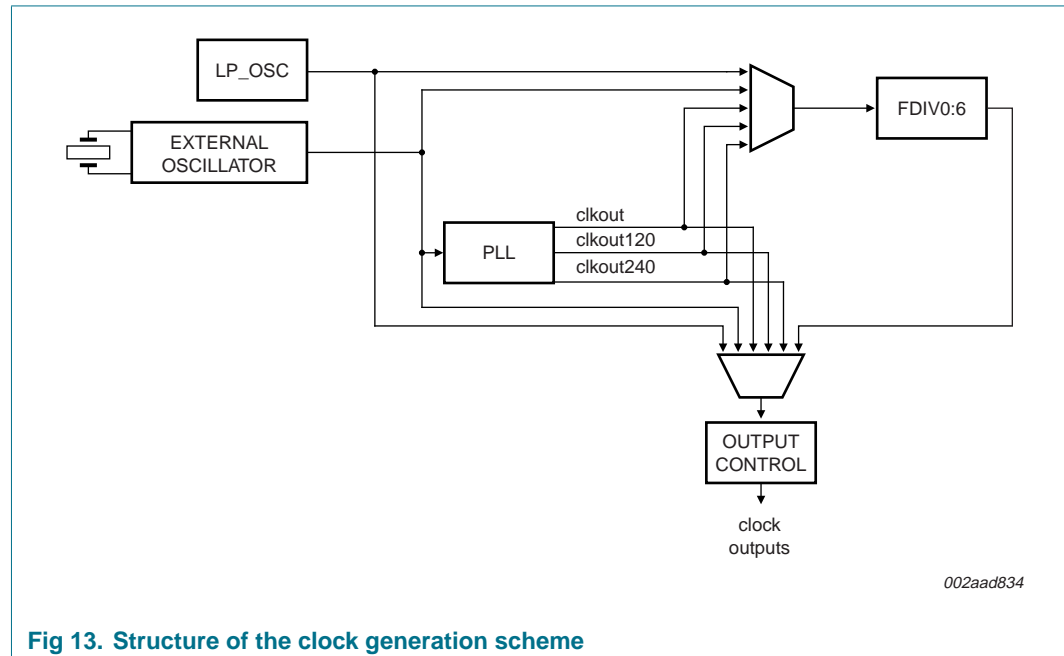 LP_OSC
EXTERNAL
OSCILLATOR
FDIV0:6
clkout
PLL
clkout120
clkout240
OUTPUT
CONTROL
clock
outputs
002aad834
Fig 13. Structure of the clock generation scheme